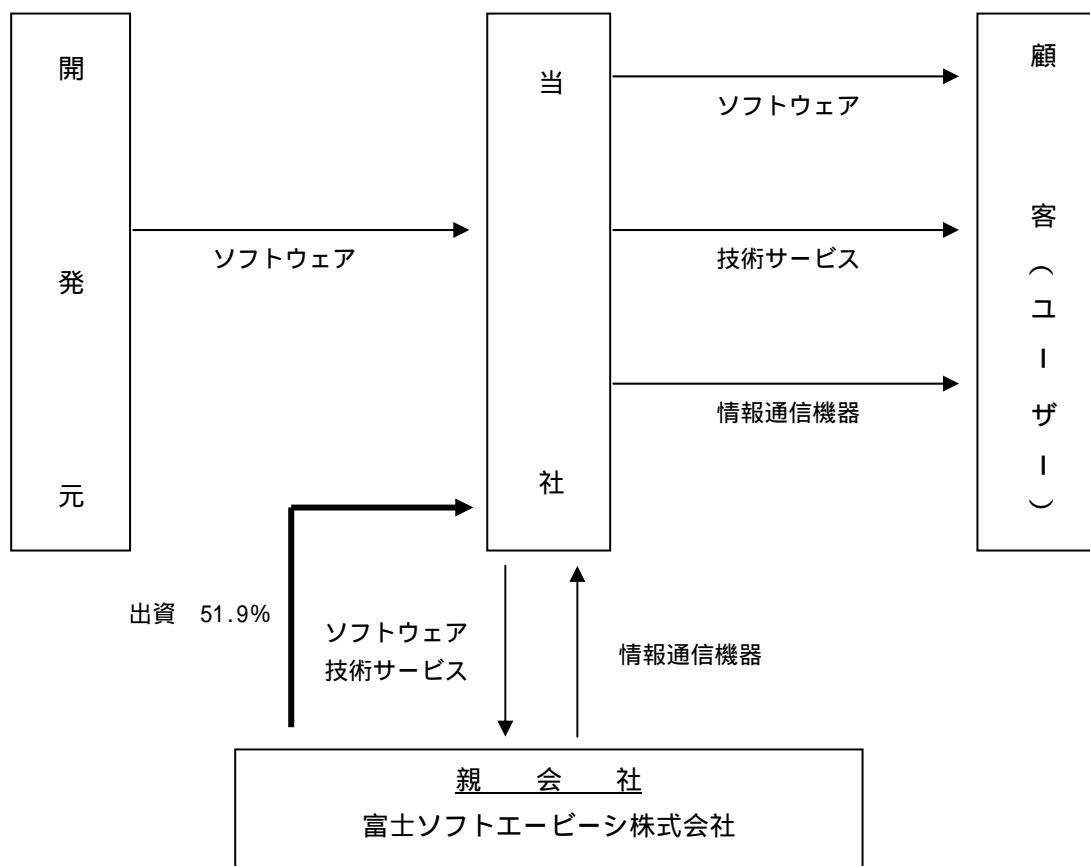 開発元
当社
顧客（ユーザー）
ソフトウェア
ソフトウェア
技術サービス
情報通信機器
出資　51.9%
ソフトウェア
技術サービス
情報通信機器
親　会　社
富士ソフトエービーシ株式会社